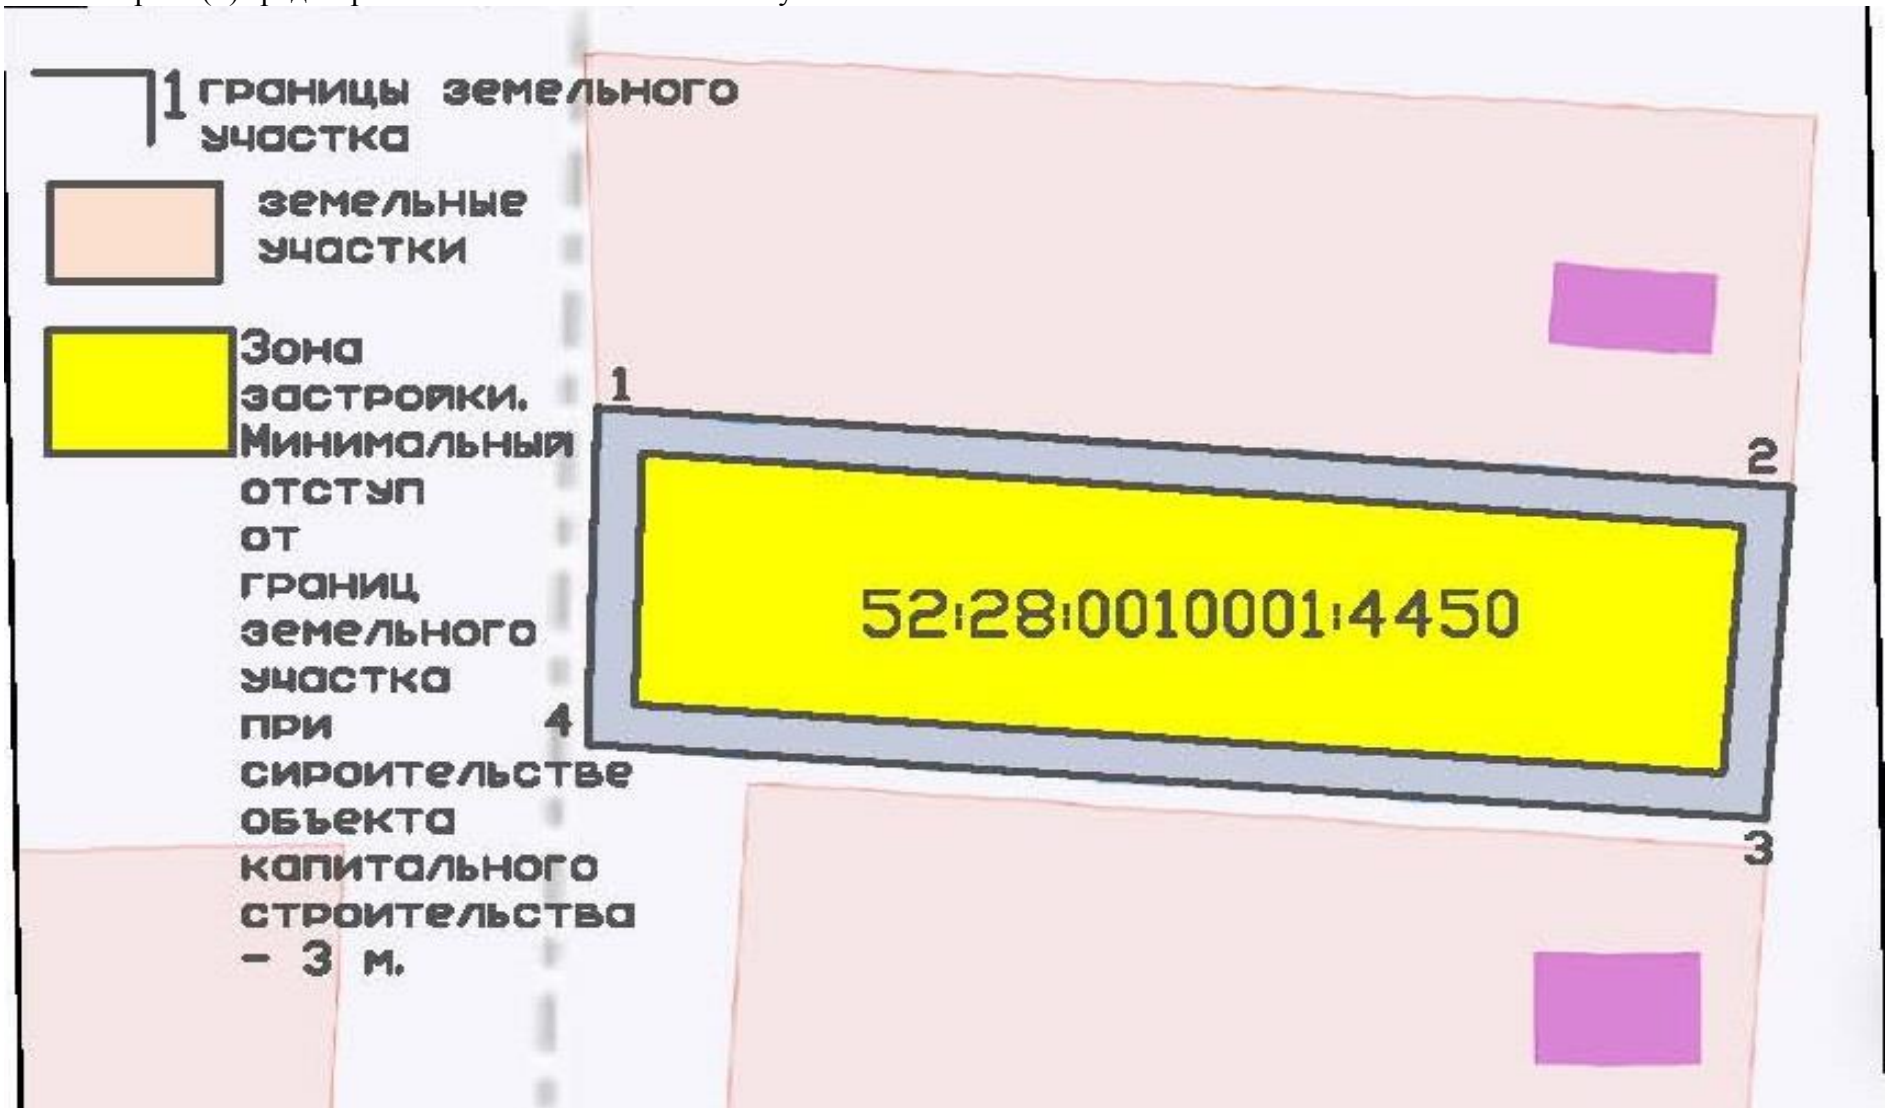 1 границы земельного
участка
земельные
участки
Зона
застройки.
Минимальный
отступ
от
границ
земельного
участка
при
сироительстве
объекта
капитального
строительства
- 3 м.
1
2
52:28:0010001:4450
4
3